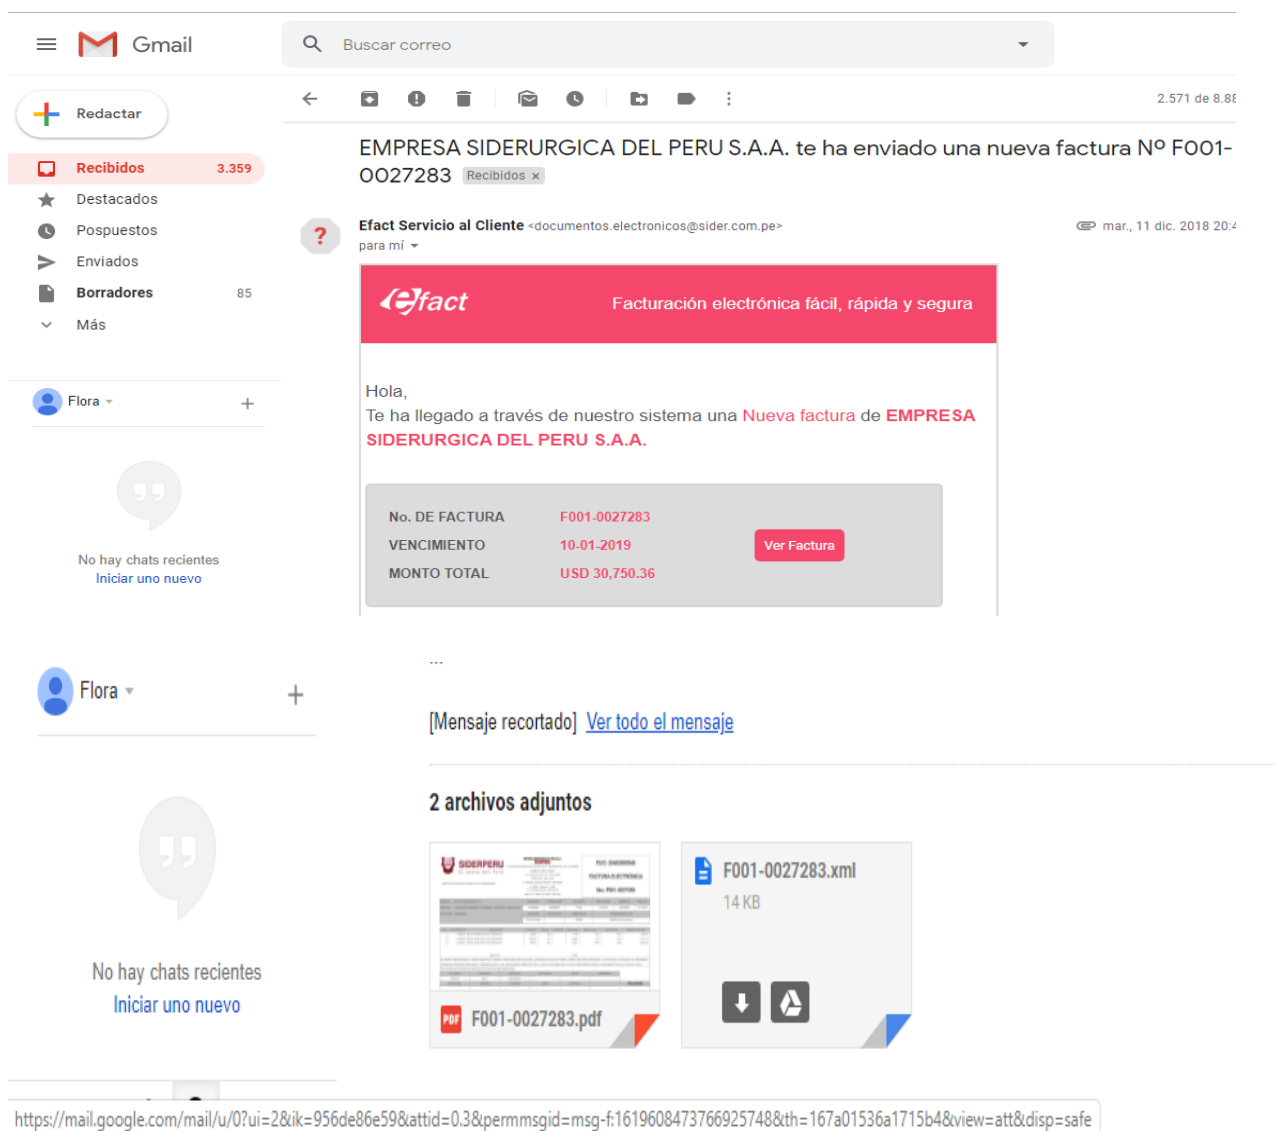 Gmail
Buscar correo
Redactar
2.571 de 8.88
Recibidos 3.359
Destacados
Pospuestos
Enviados
Borradores 85
Más
EMPRESA SIDERURGICA DEL PERU S.A.A. te ha enviado una nueva factura Nº F001-
0027283 Recibidos x
Efact Servicio al Cliente <documentos.electronicos@sider.com.pe>
mar., 11 dic. 2018 20:4
para mí
efact
Facturación electrónica fácil, rápida y segura
Hola,
Te ha llegado a través de nuestro sistema una Nueva factura de EMPRESA
SIDERURGICA DEL PERU S.A.A.
No. DE FACTURA F001-0027283
VENCIMIENTO 10-01-2019
MONTO TOTAL USD 30,750.36
Ver Factura
Flora
No hay chats recientes
Iniciar uno nuevo
...
Flora
[Mensaje recortado] Ver todo el mensaje
2 archivos adjuntos
SIDERPERU
FACTURA ELECTRÓNICA
PDF F001-0027283.pdf
F001-0027283.xml
14 KB
No hay chats recientes
Iniciar uno nuevo
https://mail.google.com/mail/u/0?ui=2&ik=956de86e59&attid=0.3&permmsgid=msg-f:1619608473766925748&th=167a01536a1715b4&view=att&disp=safe